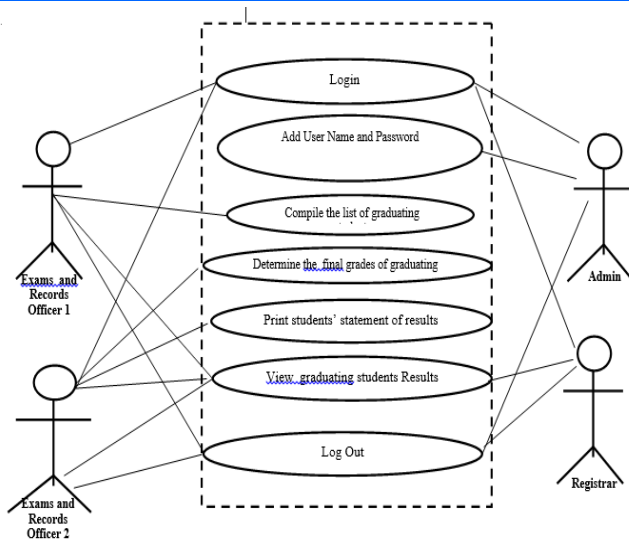 Login
Add User Name and Password
Compile the list of graduating
Determine the final grades of graduating
Print students’ statement of results
View graduating students Results
Log Out
Exams and
Records
Officer 1
Exams and
Records
Officer 2
Admin
Registrar